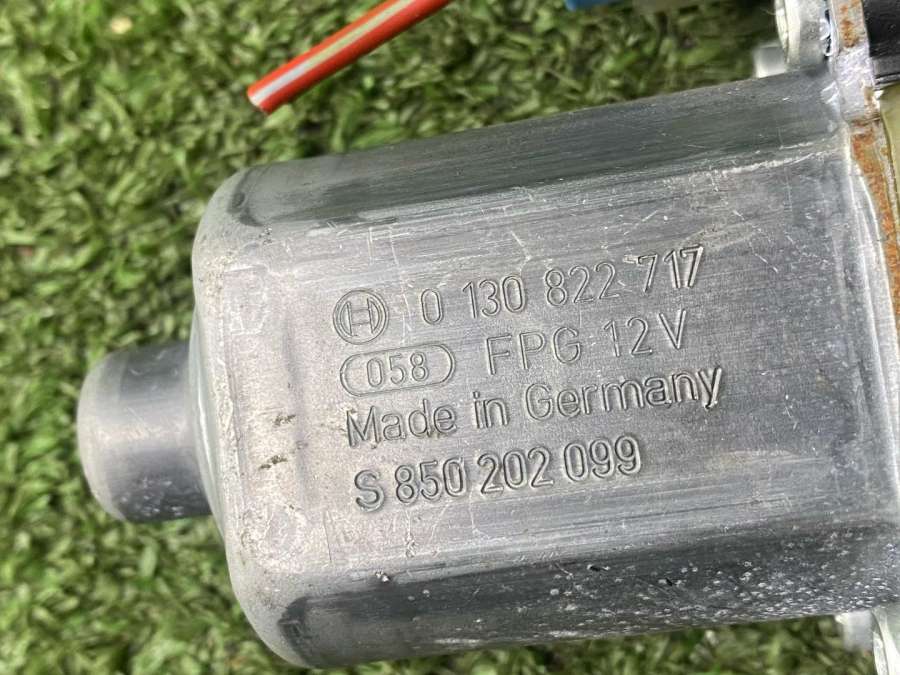 0 130 822 717
058 FPG 12V
Made in Germany
S 850 202 099